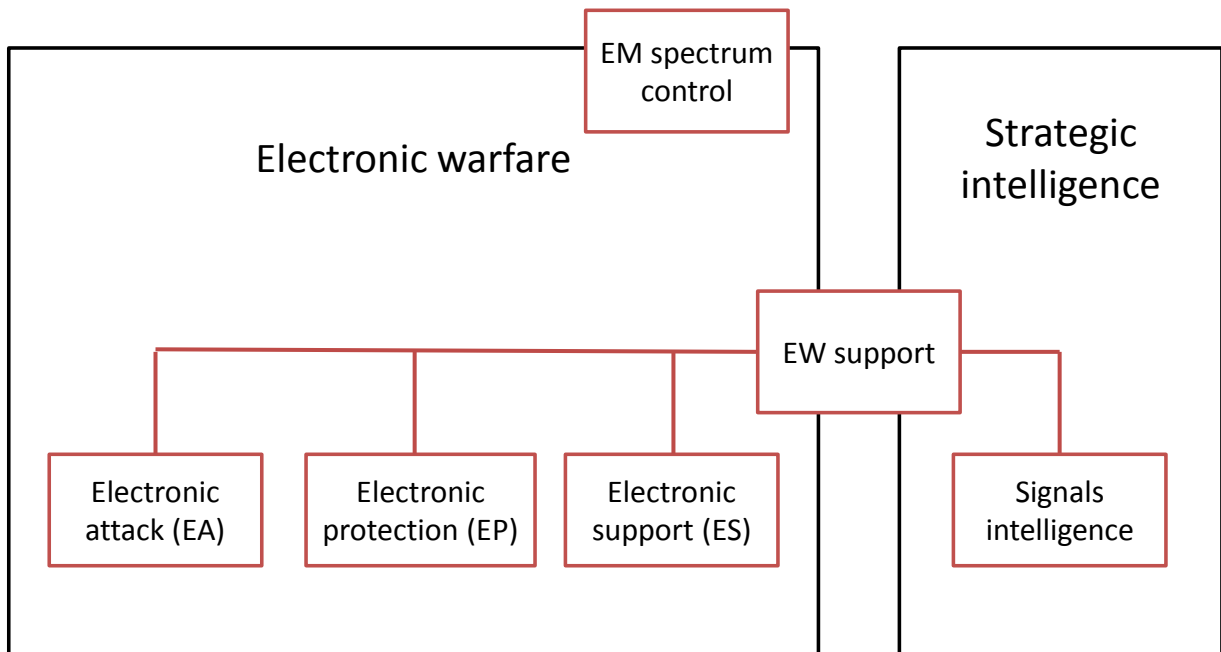 EM spectrum
control
Electronic warfare
Strategic
intelligence
EW support
Electronic
attack (EA)
Electronic
protection (EP)
Electronic
support (ES)
Signals
intelligence